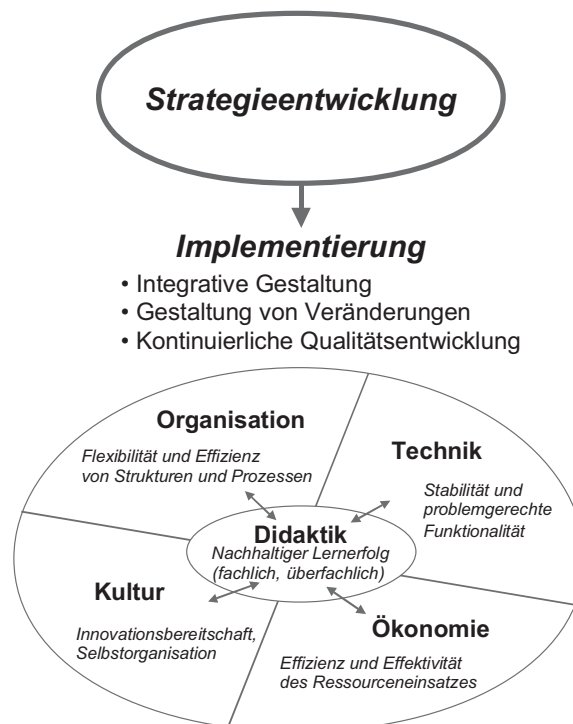 Strategieentwicklung
Implementierung
• Integrative Gestaltung
• Gestaltung von Veränderungen
• Kontinuierliche Qualitätsentwicklung
Organisation
Flexibilität und Effizienz
von Strukturen und Prozessen
Technik
Stabilität und
problemgerechte
Funktionalität
Didaktik
Nachhaltiger Lernerfolg
(fachlich, überfachlich)
Kultur
Innovationsbereitschaft,
Selbstorganisation
Ökonomie
Effizienz und Effektivität
des Ressourceneinsatzes